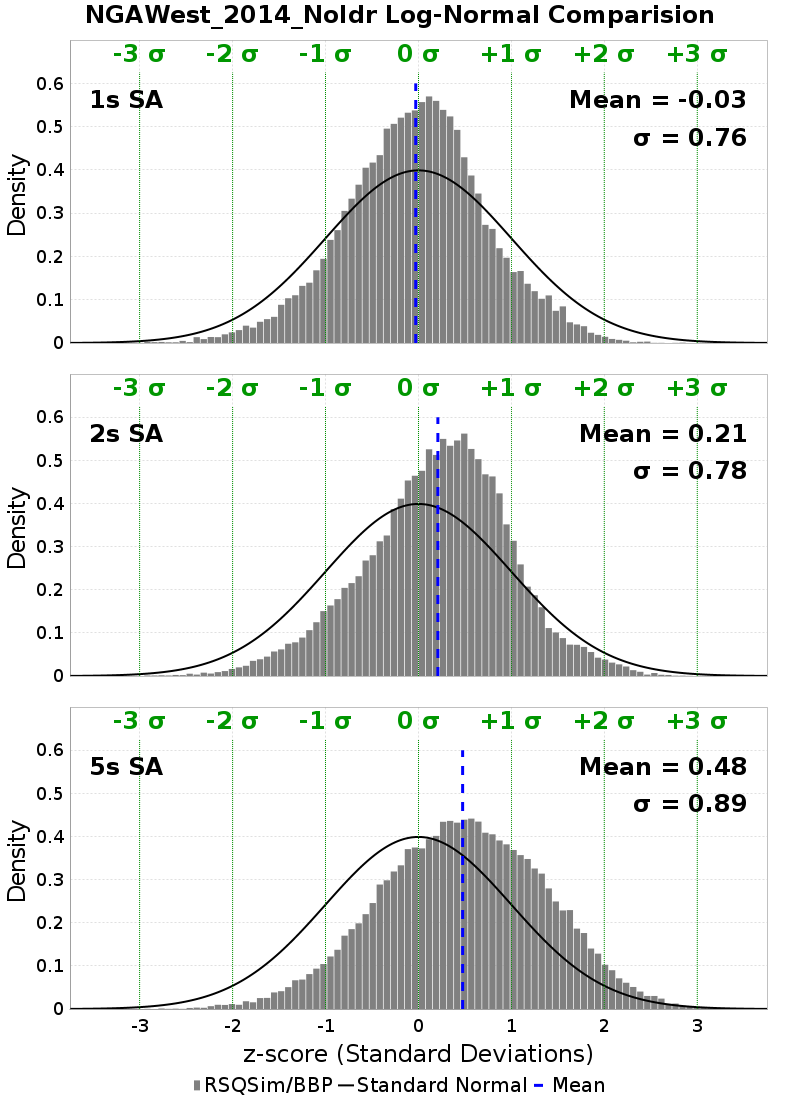 NGAWest_2014_NoIdr Log-Normal Comparision
-3 σ -2 σ -1 σ 0 σ +1 σ +2 σ +3 σ
1s SA
Mean = -0.03
σ = 0.76
0.6
0.5
0.4
0.3
0.2
0.1
0
Density
-3 σ -2 σ -1 σ 0 σ +1 σ +2 σ +3 σ
2s SA
Mean = 0.21
σ = 0.78
0.6
0.5
0.4
0.3
0.2
0.1
0
Density
-3 σ -2 σ -1 σ 0 σ +1 σ +2 σ +3 σ
5s SA
Mean = 0.48
σ = 0.89
0.6
0.5
0.4
0.3
0.2
0.1
0
Density
-3 -2 -1 0 1 2 3
z-score (Standard Deviations)
RSQSim/BBP Standard Normal Mean